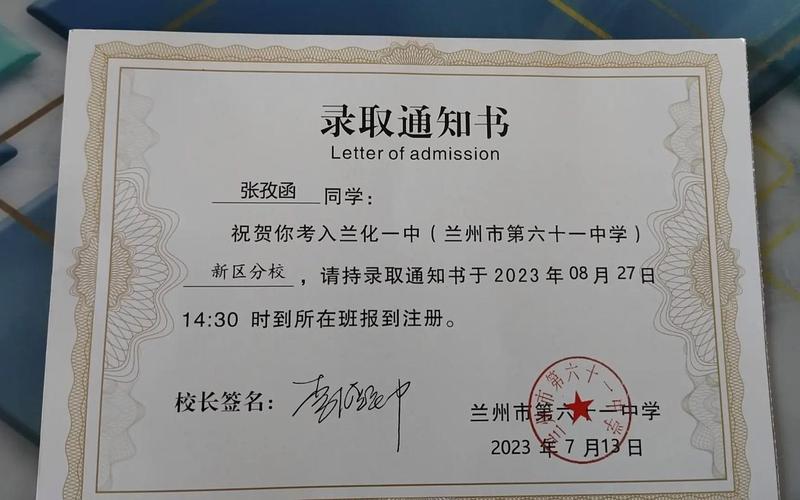 录取通知书
Letter of admission
张孜函 同学：
祝贺你考入兰化一中（兰州市第六十一中学）
新区分校，请持录取通知书于 2023 年 08 月 27 日
14:30 时到所在班报到注册。
校长签名：
兰州市第六十一中学
2023 年 7 月 13 日